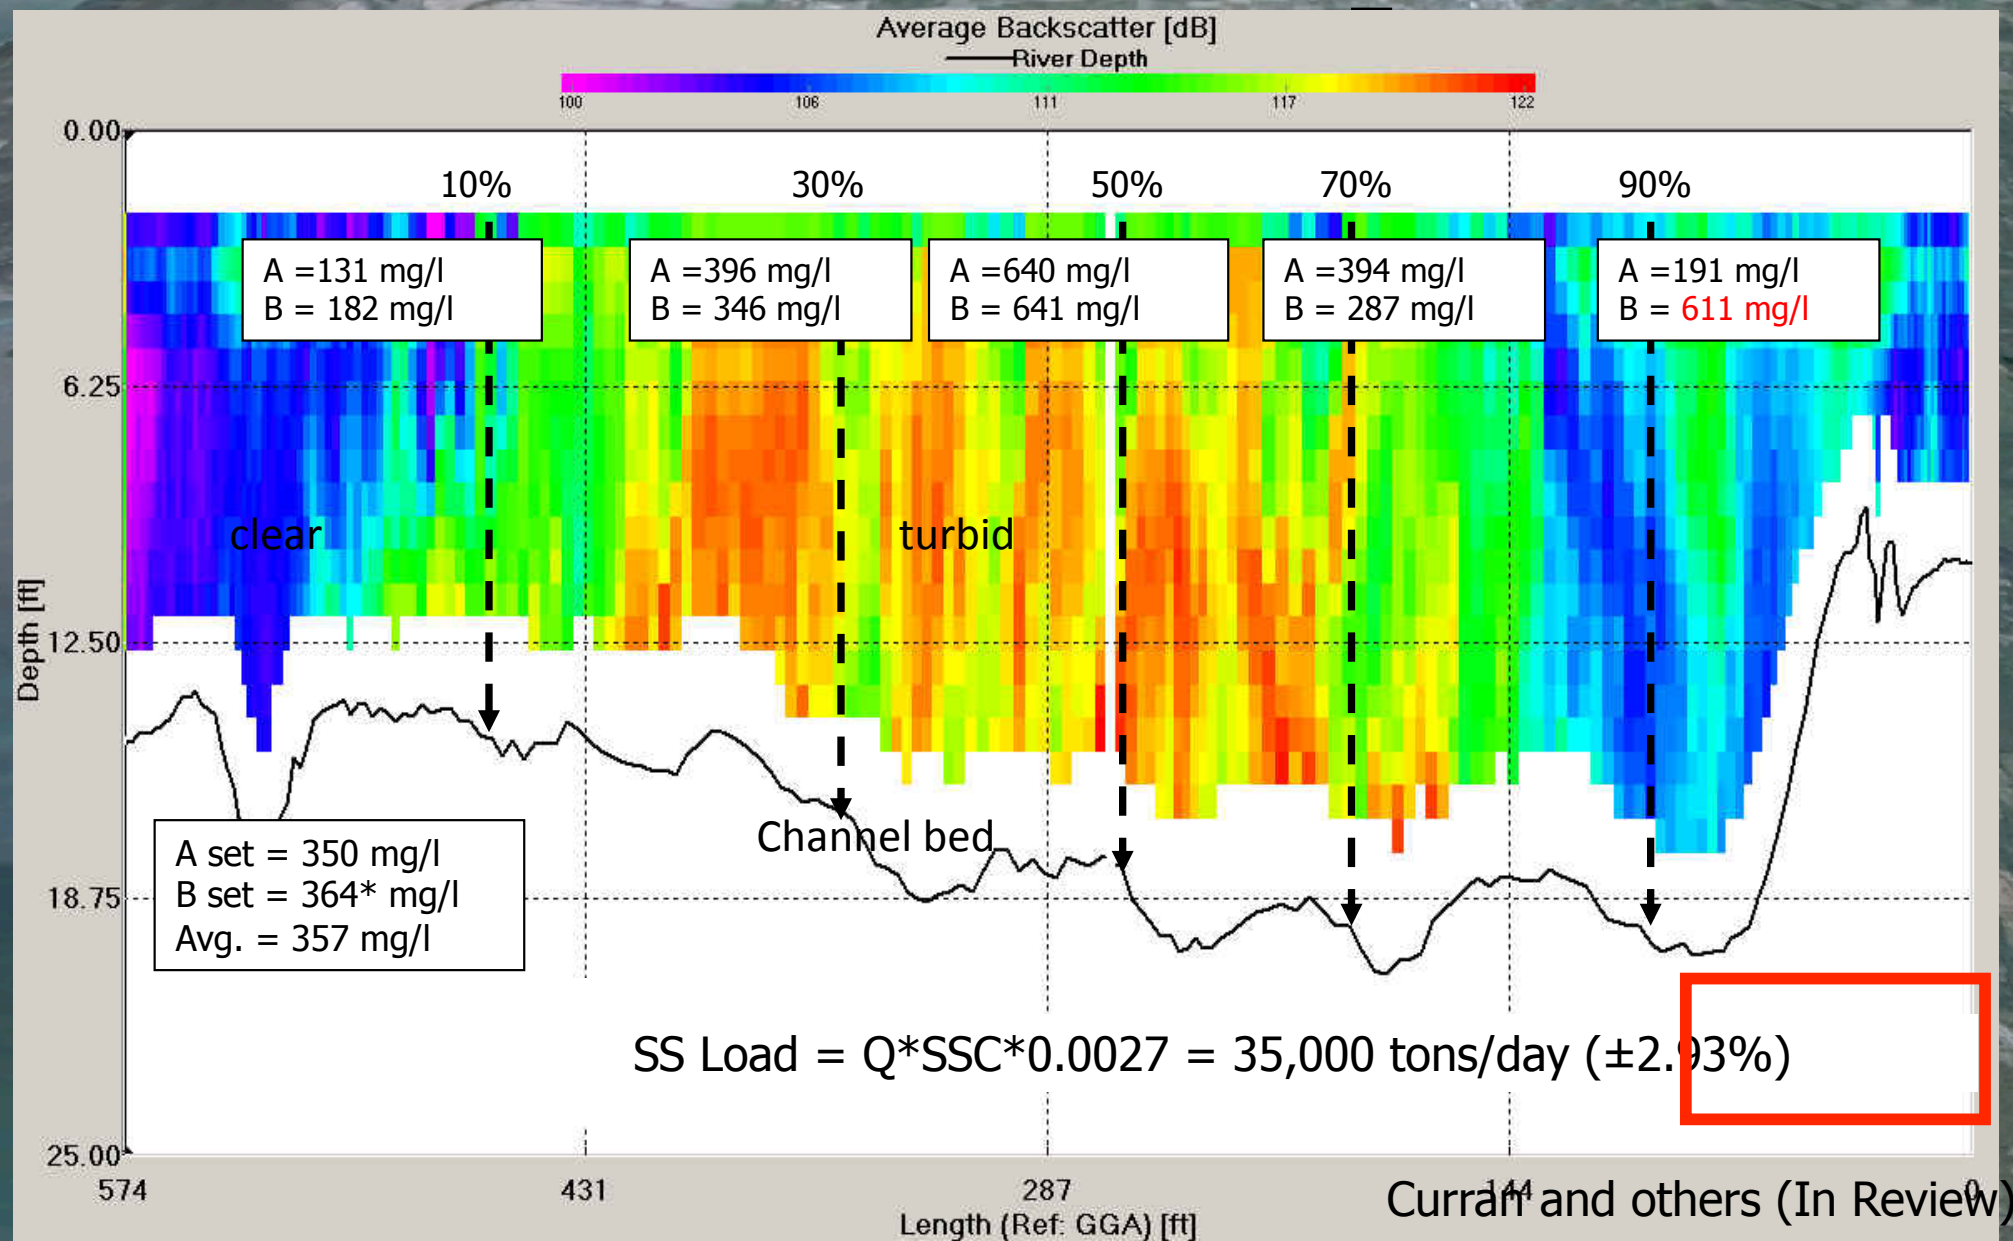 Average Backscatter [dB]
River Depth
100 106 111 117 122
0.00
10% 30% 50% 70% 90%
A =131 mg/l
B = 182 mg/l
A =396 mg/l
B = 346 mg/l
A =640 mg/l
B = 641 mg/l
A =394 mg/l
B = 287 mg/l
A =191 mg/l
B = 611 mg/l
6.25
clear
turbid
Depth [ft]
12.50
Channel bed
A set = 350 mg/l
B set = 364* mg/l
Avg. = 357 mg/l
18.75
SS Load = Q*SSC*0.0027 = 35,000 tons/day (±2.93%)
25.00
574 431 287 144 0
Curran and others (In Review)
Length (Ref: GGA) [ft]